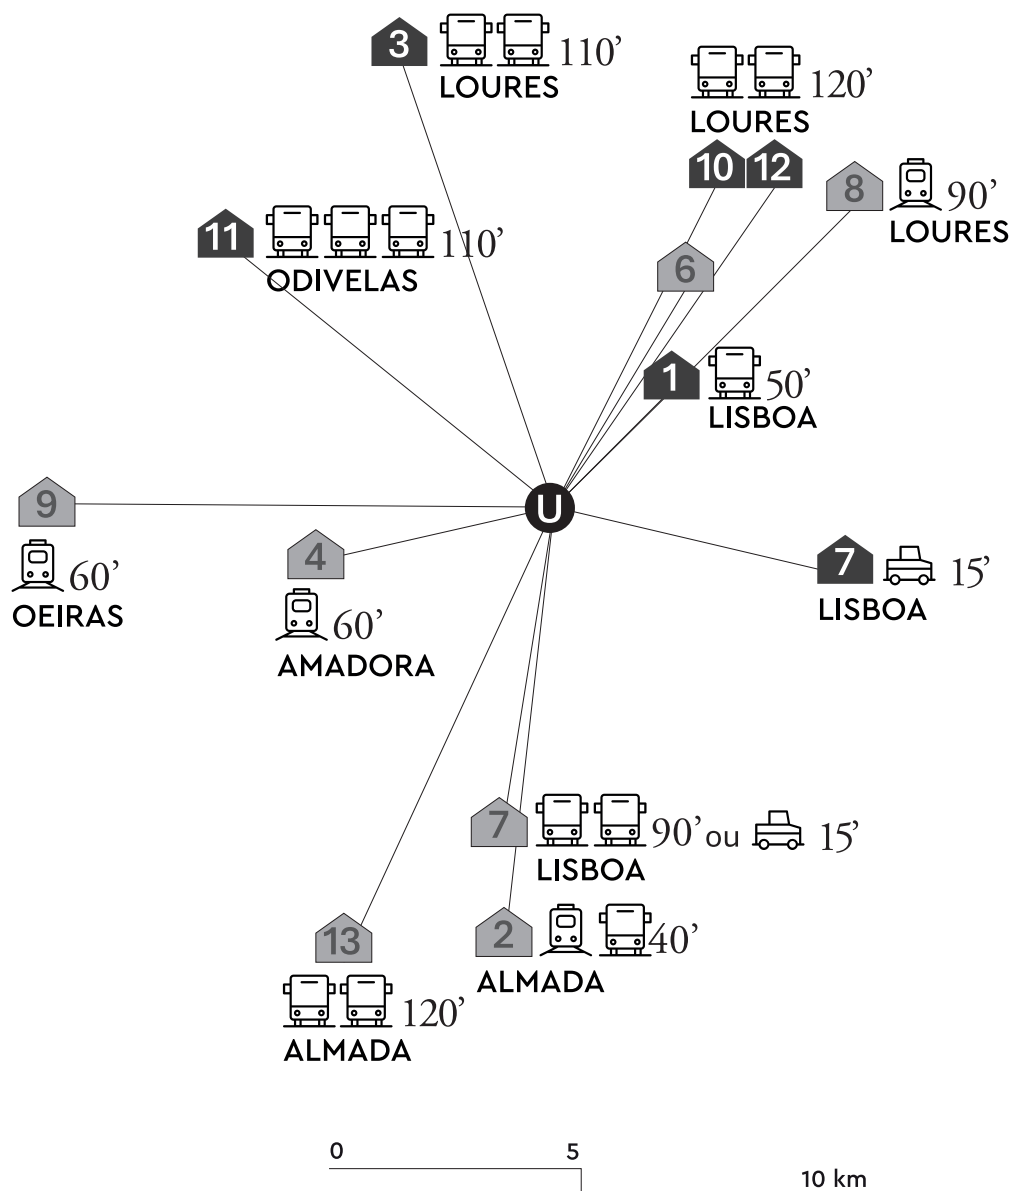 3 110’
LOURES
120’
LOURES
10 12
8 90’
LOURES
11 110’
ODIVELAS
6
1 50’
LISBOA
9
60’
OEIRAS
U
4
60’
AMADORA
7 15’
LISBOA
7 90’ ou 15’
LISBOA
2 40’
ALMADA
13
120’
ALMADA
0 5
10 km